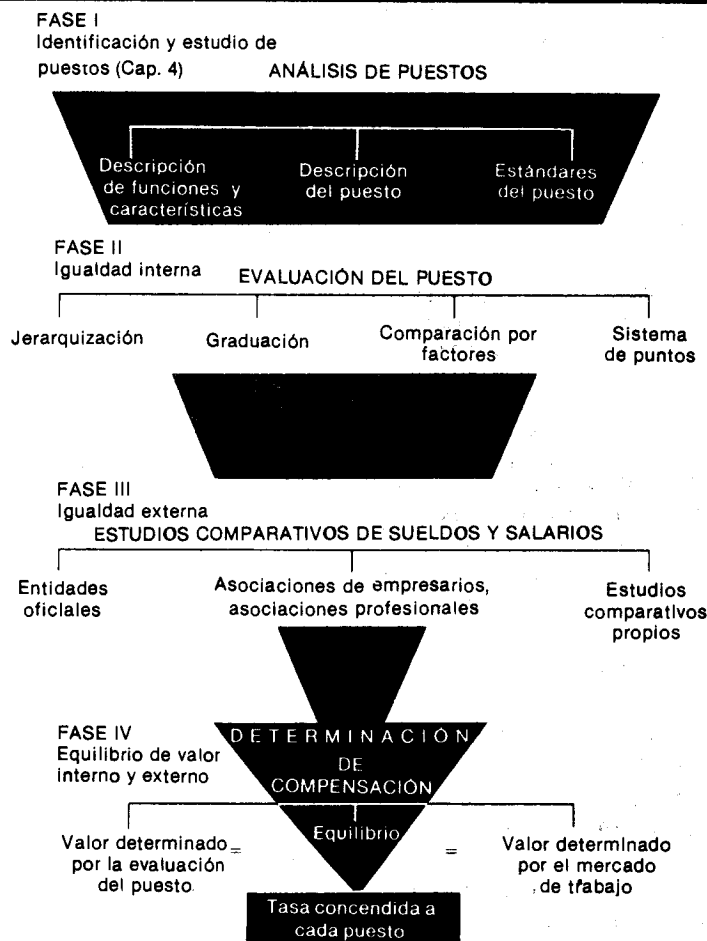 FASE I
Identificación y estudio de
puestos (Cap. 4)
ANÁLISIS DE PUESTOS
Descripción
de funciones y
características
Descripción
del puesto
Estándares
del puesto
FASE II
Igualdad interna
EVALUACIÓN DEL PUESTO
Jerarquización
Graduación
Comparación por
factores
Sistema
de puntos
FASE III
Igualdad externa
ESTUDIOS COMPARATIVOS DE SUELDOS Y SALARIOS
Entidades
oficiales
Asociaciones de empresarios,
asociaciones profesionales
Estudios
comparativos
propios
FASE IV
Equilibrio de valor
interno y externo
DETERMINACIÓN
DE
COMPENSACIÓN
Valor determinado
por la evaluación
del puesto
=
Equilibrio
=
Valor determinado
por el mercado
de trabajo
Tasa concendida a
cada puesto